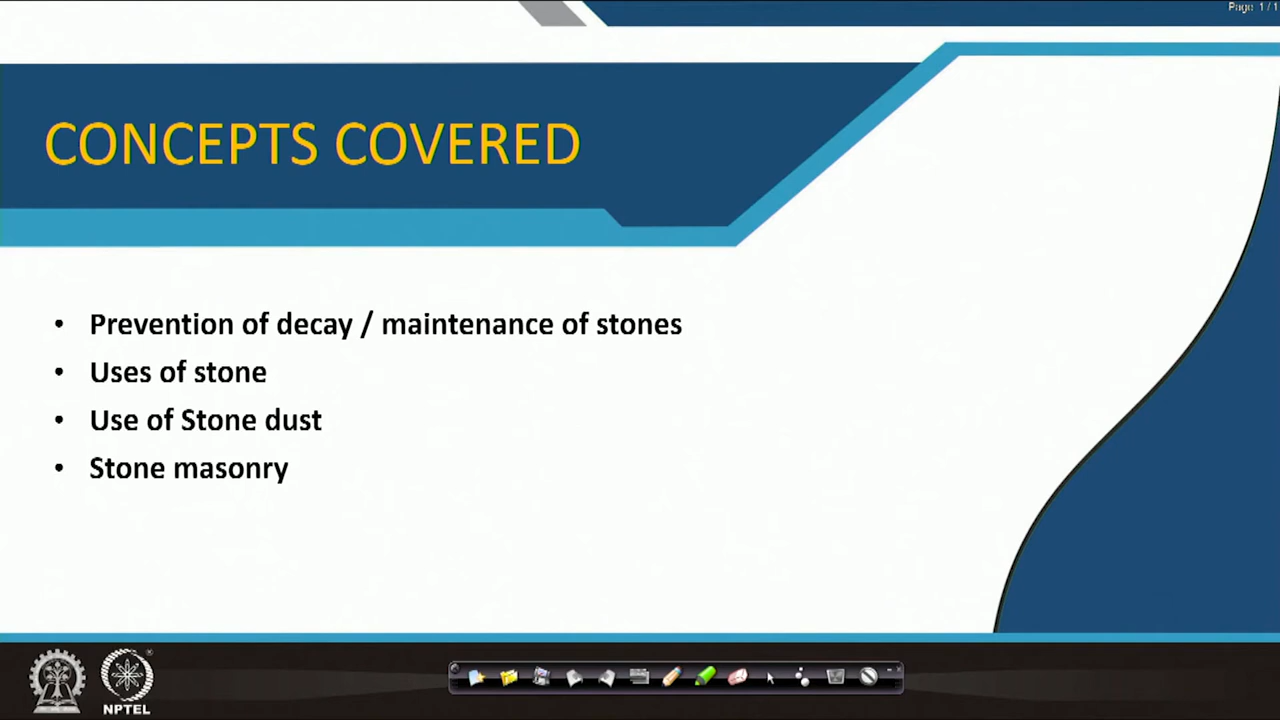 Page 1 / 1
CONCEPTS COVERED
• Prevention of decay / maintenance of stones
• Uses of stone
• Use of Stone dust
• Stone masonry
NPTEL